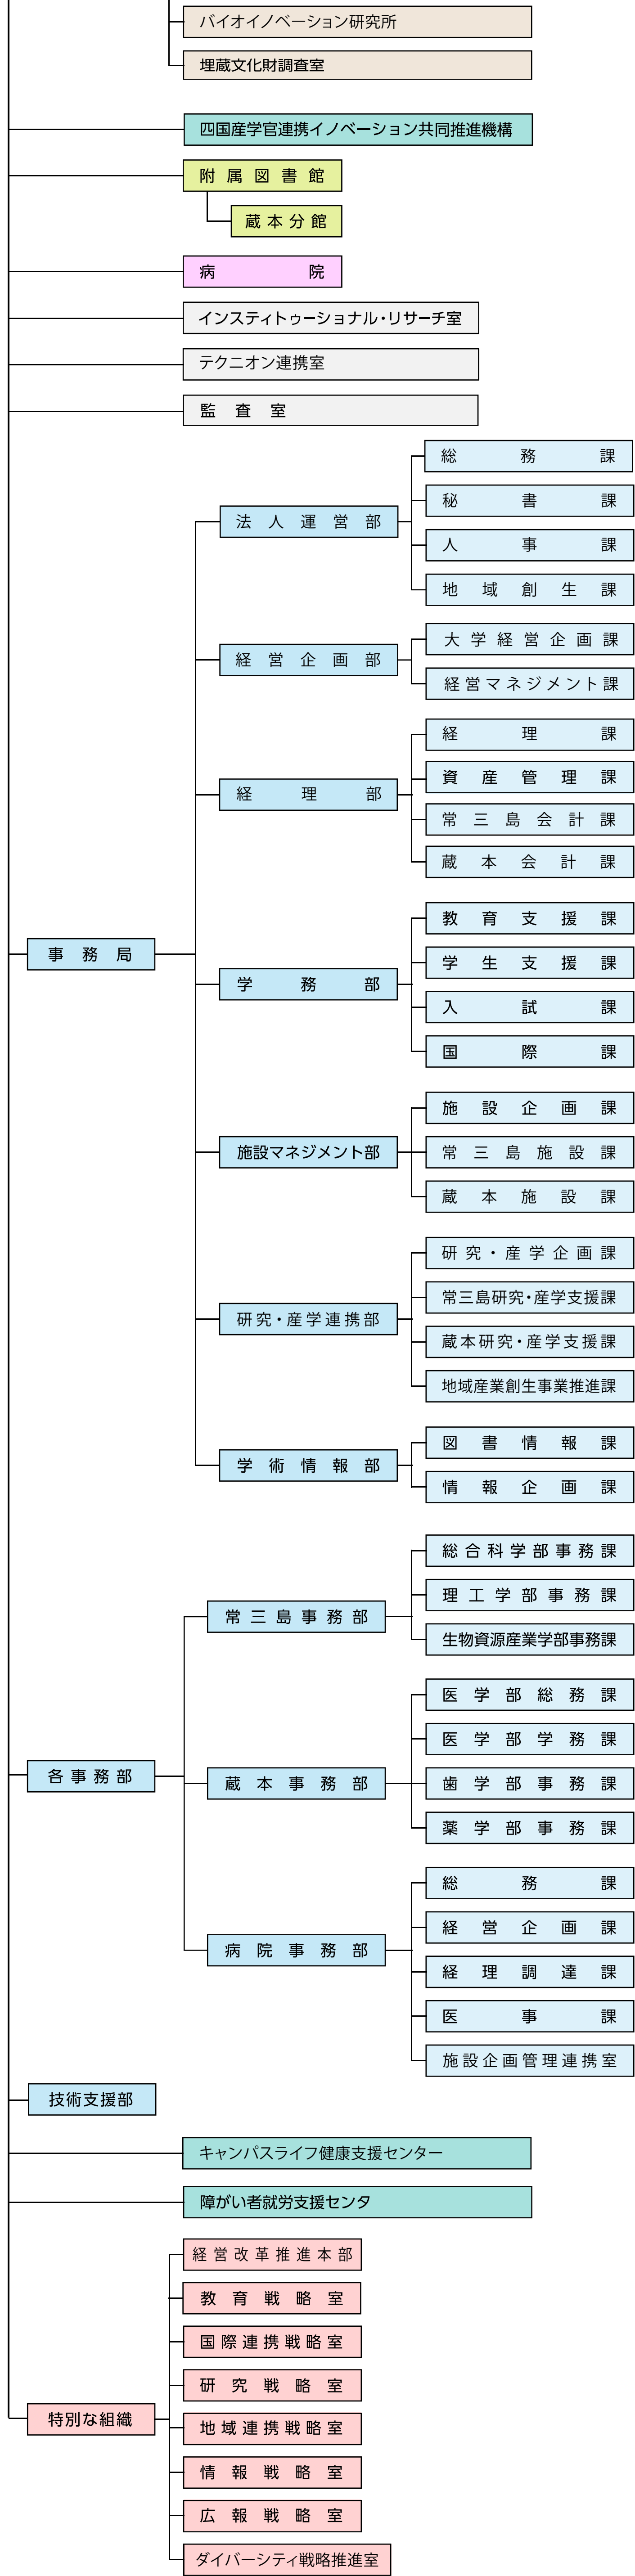 バイオイノベーション研究所
埋蔵文化財調査室
四国産学官連携イノベーション共同推進機構
附属図書館
蔵本分館
病院
インスティトゥーショナル・リサーチ室
テクニオン連携室
監査室
事務局
法人運営部
総務課
秘書課
人事課
地域創生課
経営企画部
大学経営企画課
経営マネジメント課
経理部
経理課
資産管理課
常三島会計課
蔵本会計課
学務部
教育支援課
学生支援課
入試課
国際課
施設マネジメント部
施設企画課
常三島施設課
蔵本施設課
研究・産学連携部
研究・産学企画課
常三島研究・産学支援課
蔵本研究・産学支援課
地域産業創生事業推進課
学術情報部
図書情報課
情報企画課
各事務部
常三島事務部
総合科学部事務課
理工学部事務課
生物資源産業学部事務課
蔵本事務部
医学部総務課
医学部学務課
歯学部事務課
薬学部事務課
病院事務部
総務課
経営企画課
経理調達課
医事課
施設企画管理連携室
技術支援部
キャンパスライフ健康支援センター
障がい者就労支援センタ
特別な組織
経営改革推進本部
教育戦略室
国際連携戦略室
研究戦略室
地域連携戦略室
情報戦略室
広報戦略室
ダイバーシティ戦略推進室